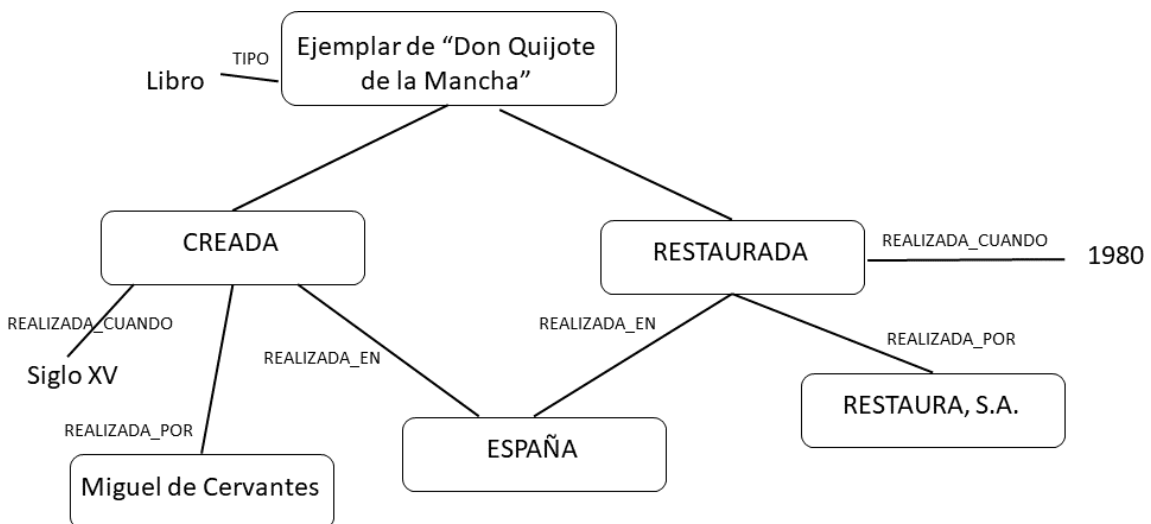 Ejemplar de “Don Quijote
de la Mancha”
TIPO
Libro
CREADA
RESTAURADA
REALIZADA_CUANDO
1980
REALIZADA_CUANDO
REALIZADA_EN
REALIZADA_EN
REALIZADA_POR
Siglo XV
RESTAURA, S.A.
REALIZADA_POR
ESPAÑA
Miguel de Cervantes